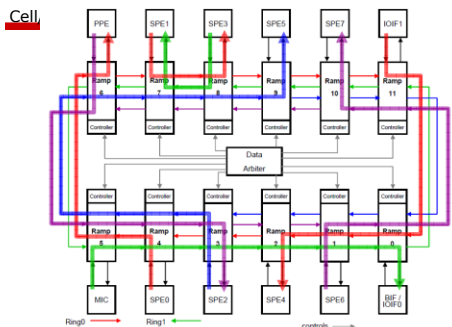 Cell/
PPE SPE1 SPE3 SPE5 SPE7 IOIF1
Ramp Ramp Ramp Ramp Ramp Ramp
6 7 8 9 10 11
Controller Controller Controller Controller Controller Controller
Data
Arbiter
Controller Controller Controller Controller Controller Controller
Ramp Ramp Ramp Ramp Ramp Ramp
5 4 3 2 1 0
MIC SPE0 SPE2 SPE4 SPE6 BIF /
IOIF0
Ring0 Ring1 controls